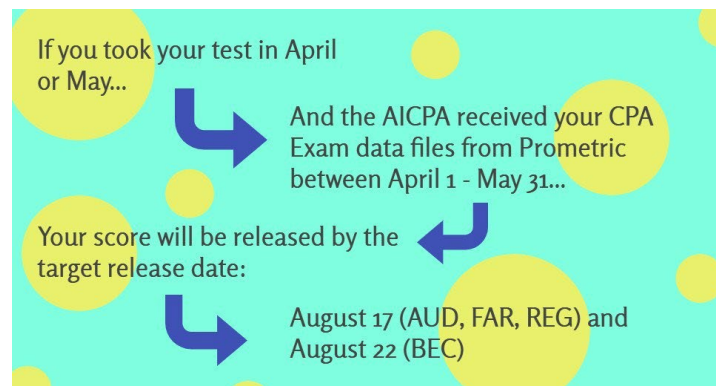 If you took your test in April
or May...
And the AICPA received your CPA
Exam data files from Prometric
between April 1 - May 31...
Your score will be released by the
target release date:
August 17 (AUD, FAR, REG) and
August 22 (BEC)